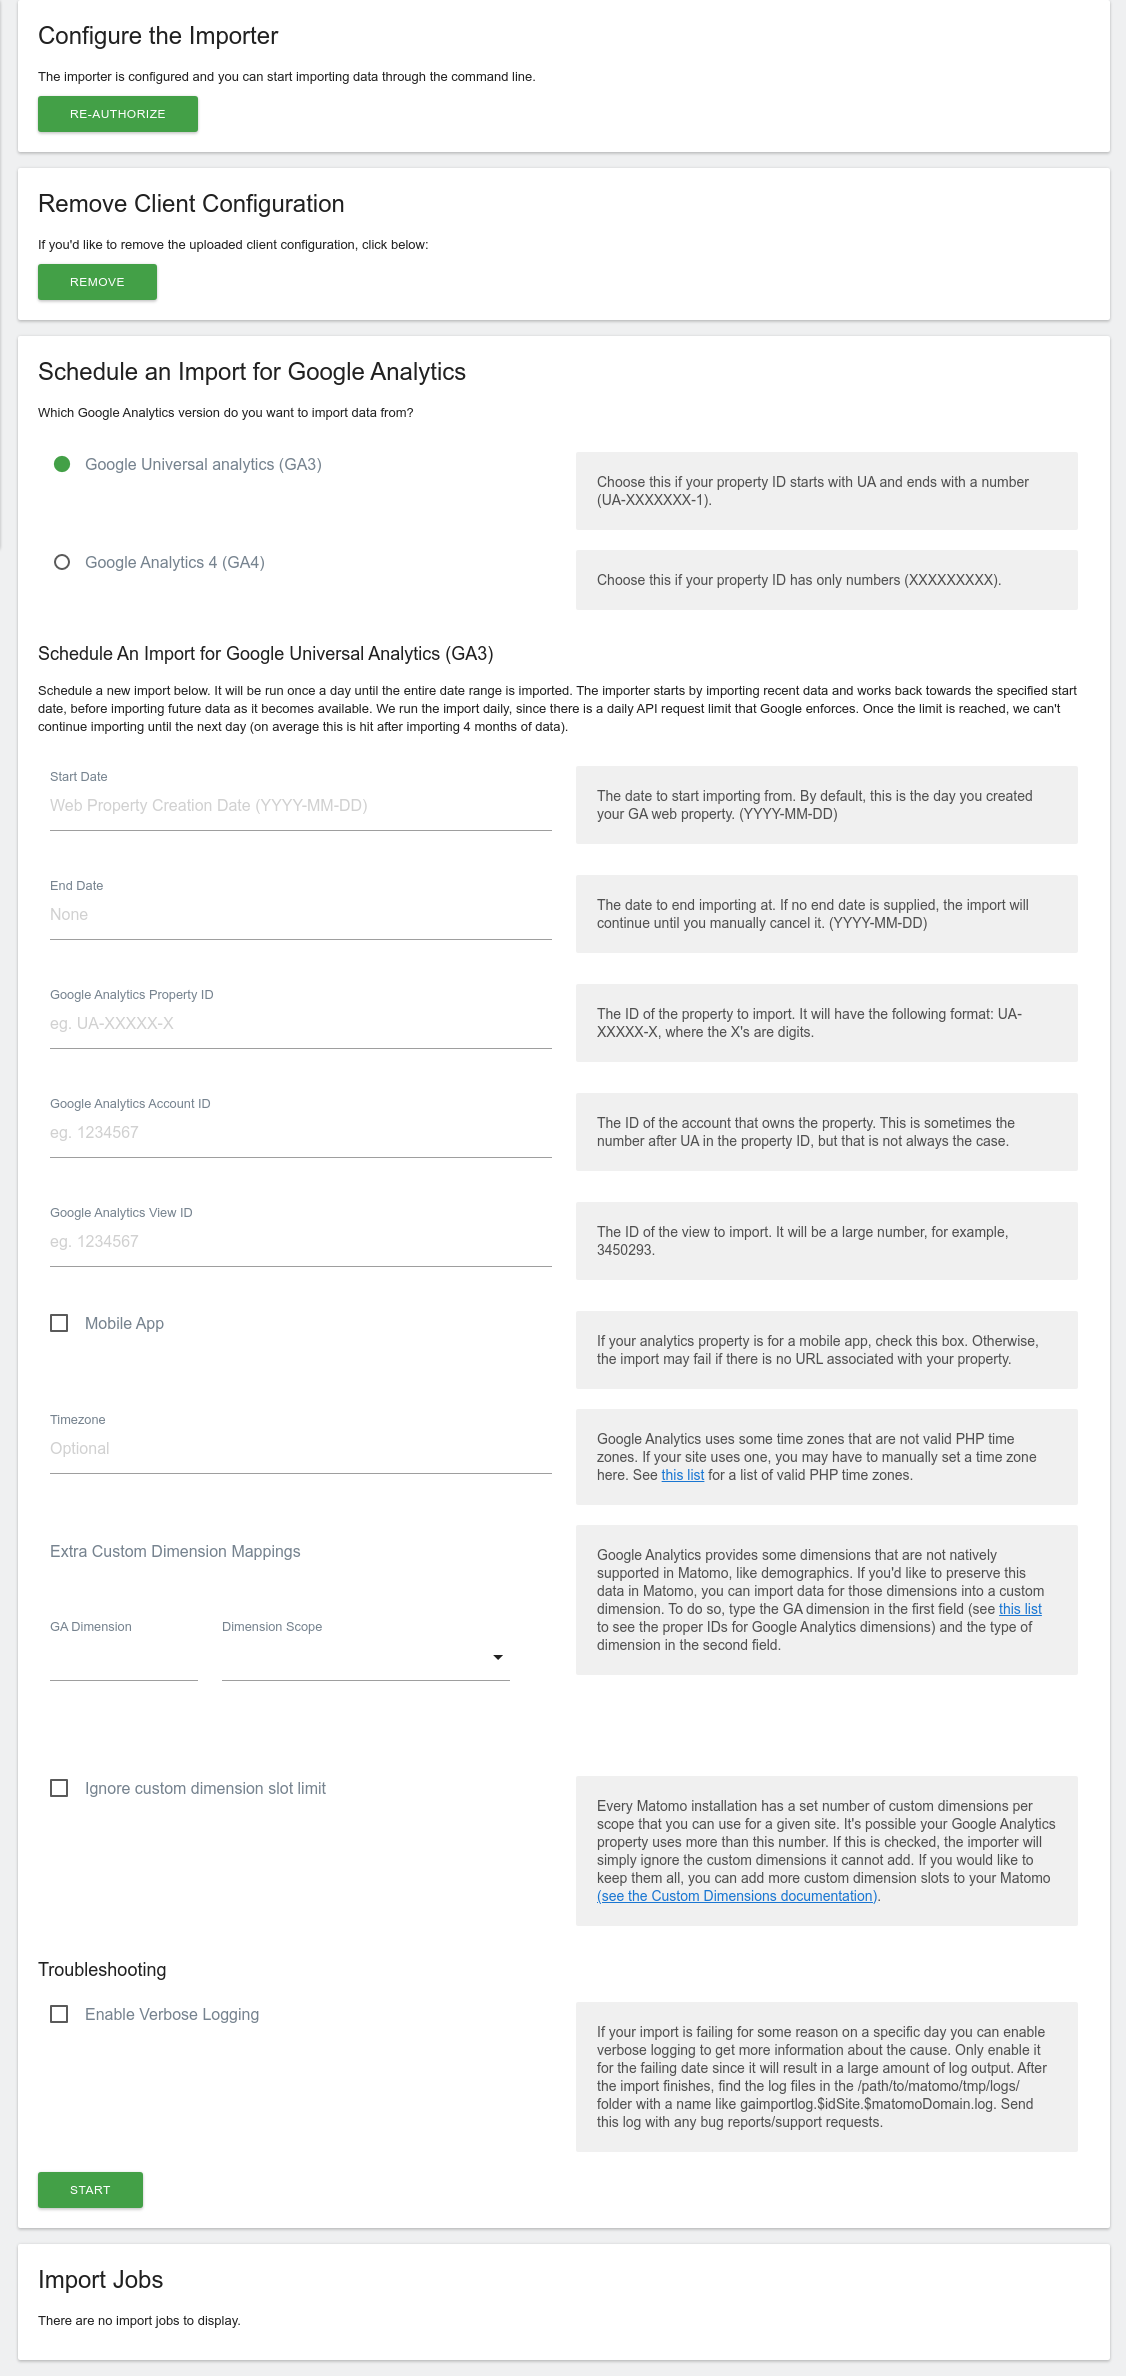 Configure the Importer
The importer is configured and you can start importing data through the command line.
RE-AUTHORIZE
Remove Client Configuration
If you'd like to remove the uploaded client configuration, click below:
REMOVE
Schedule an Import for Google Analytics
Which Google Analytics version do you want to import data from?
Google Universal analytics (GA3)
Choose this if your property ID starts with UA and ends with a number
(UA-XXXXXXX-1).
Google Analytics 4 (GA4)
Choose this if your property ID has only numbers (XXXXXXXXX).
Schedule An Import for Google Universal Analytics (GA3)
Schedule a new import below. It will be run once a day until the entire date range is imported. The importer starts by importing recent data and works back towards the specified start
date, before importing future data as it becomes available. We run the import daily, since there is a daily API request limit that Google enforces. Once the limit is reached, we can't
continue importing until the next day (on average this is hit after importing 4 months of data).
Start Date
Web Property Creation Date (YYYY-MM-DD)
The date to start importing from. By default, this is the day you created
your GA web property. (YYYY-MM-DD)
End Date
None
The date to end importing at. If no end date is supplied, the import will
continue until you manually cancel it. (YYYY-MM-DD)
Google Analytics Property ID
eg. UA-XXXXX-X
The ID of the property to import. It will have the following format: UA-
XXXXX-X, where the X's are digits.
Google Analytics Account ID
eg. 1234567
The ID of the account that owns the property. This is sometimes the
number after UA in the property ID, but that is not always the case.
Google Analytics View ID
eg. 1234567
The ID of the view to import. It will be a large number, for example,
3450293.
Mobile App
If your analytics property is for a mobile app, check this box. Otherwise,
the import may fail if there is no URL associated with your property.
Timezone
Optional
Google Analytics uses some time zones that are not valid PHP time
zones. If your site uses one, you may have to manually set a time zone
here. See this list for a list of valid PHP time zones.
Extra Custom Dimension Mappings
GA Dimension
Dimension Scope
Google Analytics provides some dimensions that are not natively
supported in Matomo, like demographics. If you'd like to preserve this
data in Matomo, you can import data for those dimensions into a custom
dimension. To do so, type the GA dimension in the first field (see this list
to see the proper IDs for Google Analytics dimensions) and the type of
dimension in the second field.
Ignore custom dimension slot limit
Every Matomo installation has a set number of custom dimensions per
scope that you can use for a given site. It's possible your Google Analytics
property uses more than this number. If this is checked, the importer will
simply ignore the custom dimensions it cannot add. If you would like to
keep them all, you can add more custom dimension slots to your Matomo
(see the Custom Dimensions documentation).
Troubleshooting
Enable Verbose Logging
If your import is failing for some reason on a specific day you can enable
verbose logging to get more information about the cause. Only enable it
for the failing date since it will result in a large amount of log output. After
the import finishes, find the log files in the /path/to/matomo/tmp/logs/
folder with a name like gaimportlog.$idSite.$matomoDomain.log. Send
this log with any bug reports/support requests.
START
Import Jobs
There are no import jobs to display.